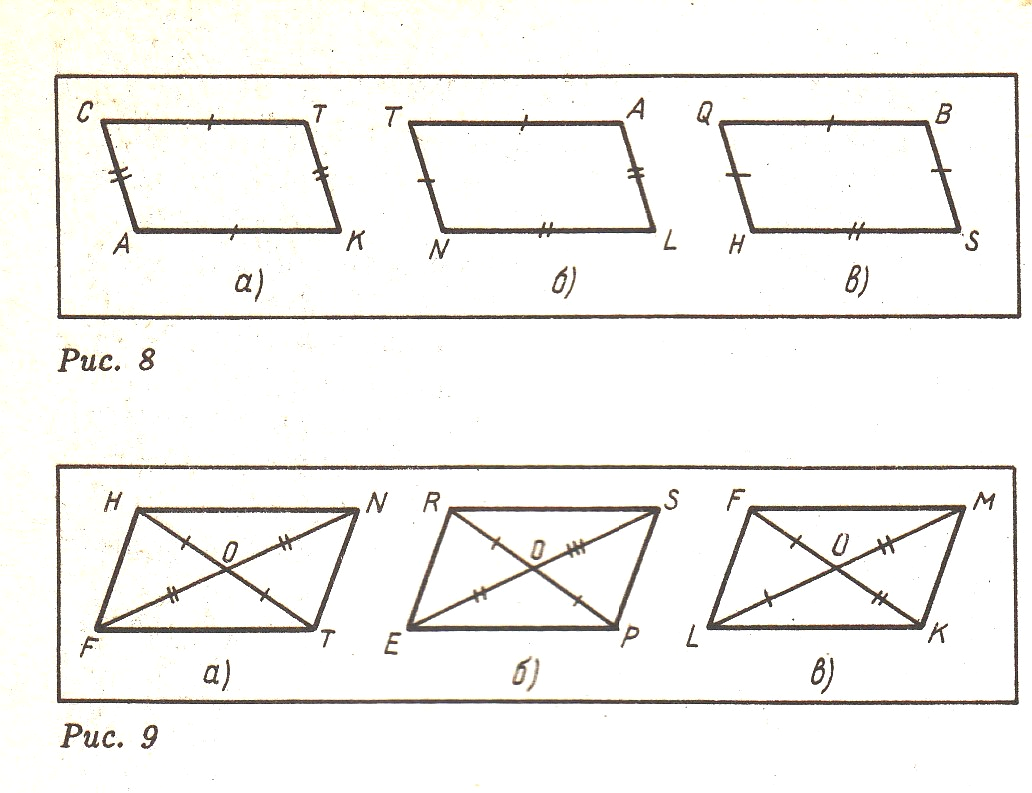 C T T A Q B
A K N L H S
а) б) в)
Рис. 8
H N R S F M
O O O
F T E P L K
а) б) в)
Рис. 9